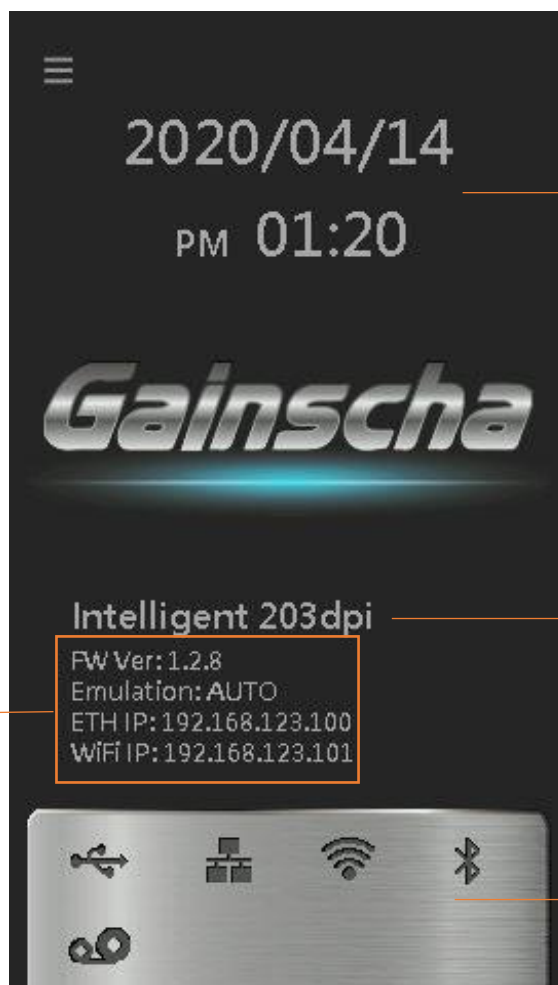 2020/04/14
PM 01:20
Gainscha
Intelligent 203dpi
FW Ver: 1.2.8
Emulation: AUTO
ETH IP: 192.168.123.100
WiFi IP: 192.168.123.101